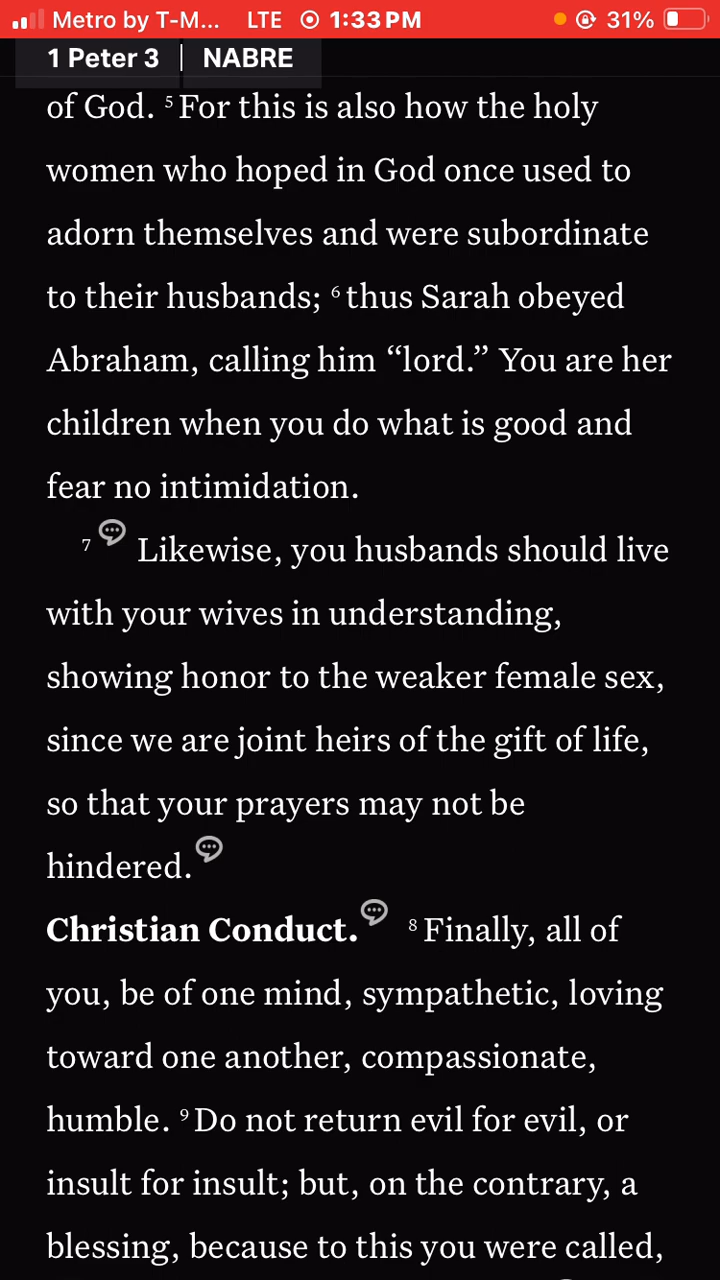 Metro by T-M... LTE 1:33 PM 31%
1 Peter 3 | NABRE
of God. 5 For this is also how the holy
women who hoped in God once used to
adorn themselves and were subordinate
to their husbands; 6 thus Sarah obeyed
Abraham, calling him “lord.” You are her
children when you do what is good and
fear no intimidation.
7 Likewise, you husbands should live
with your wives in understanding,
showing honor to the weaker female sex,
since we are joint heirs of the gift of life,
so that your prayers may not be
hindered.
Christian Conduct. 8 Finally, all of
you, be of one mind, sympathetic, loving
toward one another, compassionate,
humble. 9 Do not return evil for evil, or
insult for insult; but, on the contrary, a
blessing, because to this you were called,